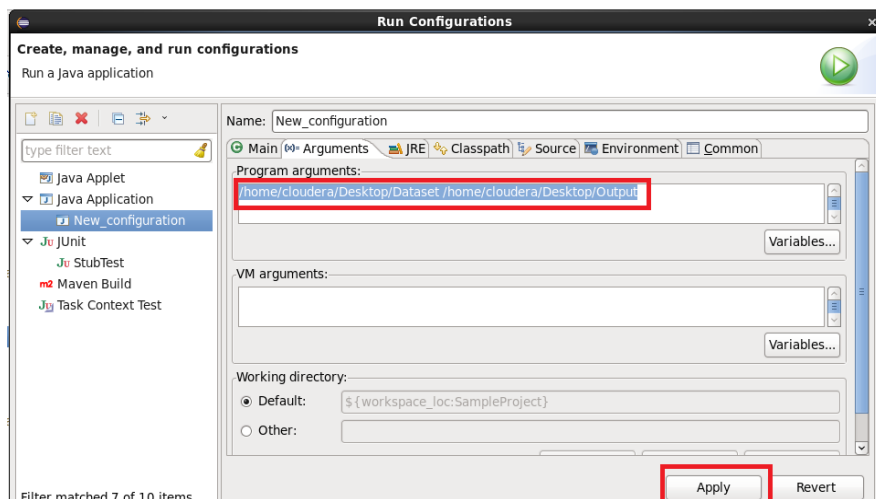 Run Configurations
Create, manage, and run configurations
Run a Java application
type filter text
Java Applet
Java Application
New_configuration
JUnit
StubTest
Maven Build
Task Context Test
Filter matched 7 of 10 items
Name: New_configuration
Main Arguments JRE Classpath Source Environment Common
Program arguments:
/home/cloudera/Desktop/Dataset /home/cloudera/Desktop/Output
Variables...
VM arguments:
Variables...
Working directory:
Default: ${workspace_loc:SampleProject}
Other:
Apply Revert